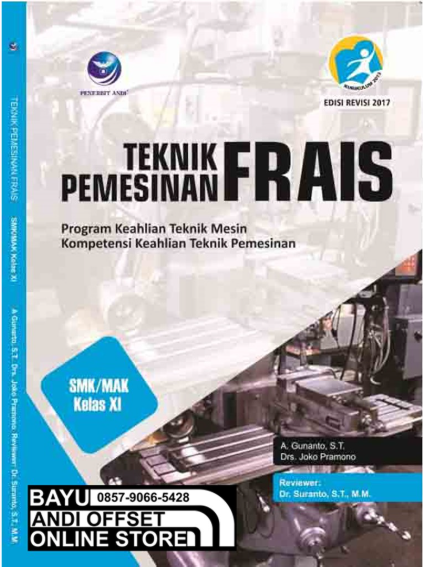 TEKNIK PEMESINAN FRAIS
SMK/MAK Kelas XI
A Gunanto, S.T., Drs. Joko Pramono Reviewer: Dr. Suranto, S.T., M.M.
PENERBIT ANDI
KURIKULUM 2013
EDISI REVISI 2017
TEKNIK
PEMESINAN FRAIS
Program Keahlian Teknik Mesin
Kompetensi Keahlian Teknik Pemesinan
SMK/MAK
Kelas XI
A. Gunanto, S.T.
Drs. Joko Pramono
Reviewer:
Dr. Suranto, S.T., M.M.
BAYU 0857-9066-5428
ANDI OFFSET
ONLINE STORE